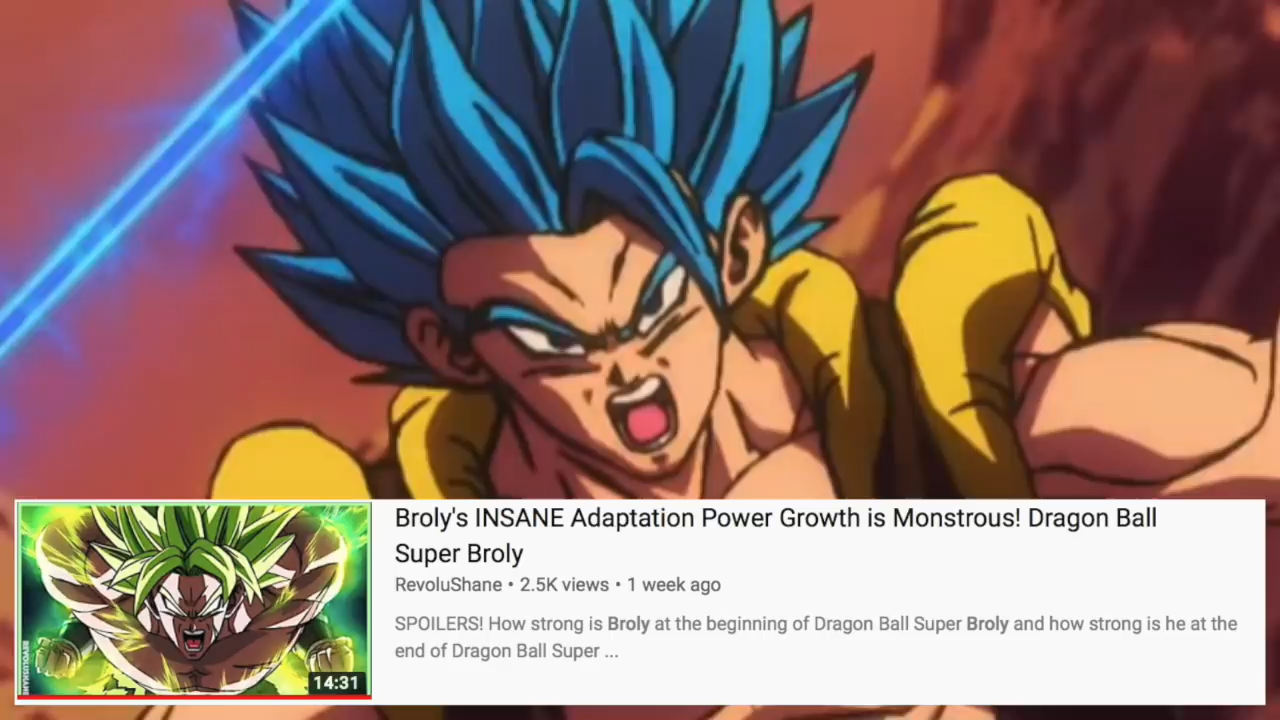 Broly's INSANE Adaptation Power Growth is Monstrous! Dragon Ball
Super Broly
RevoluShane • 2.5K views • 1 week ago
SPOILERS! How strong is Broly at the beginning of Dragon Ball Super Broly and how strong is he at the
end of Dragon Ball Super ...
REVOLUSHANE
14:31